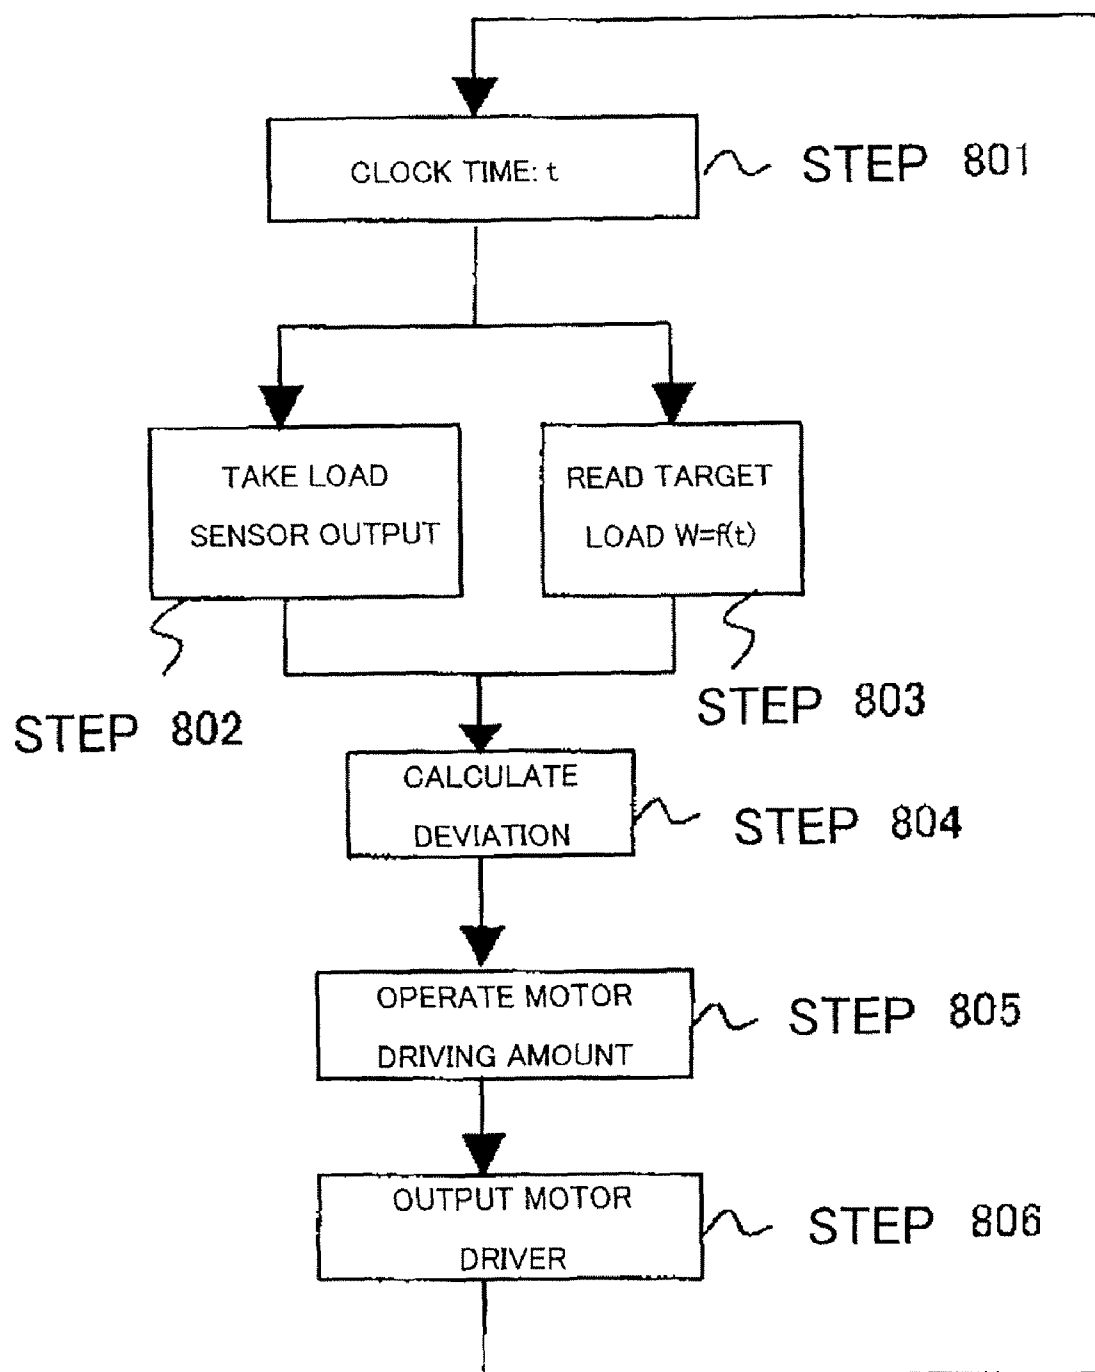 CLOCK TIME: t
STEP 801
TAKE LOAD
SENSOR OUTPUT
READ TARGET
LOAD W=f(t)
STEP 802
STEP 803
CALCULATE
DEVIATION
STEP 804
OPERATE MOTOR
DRIVING AMOUNT
STEP 805
OUTPUT MOTOR
DRIVER
STEP 806